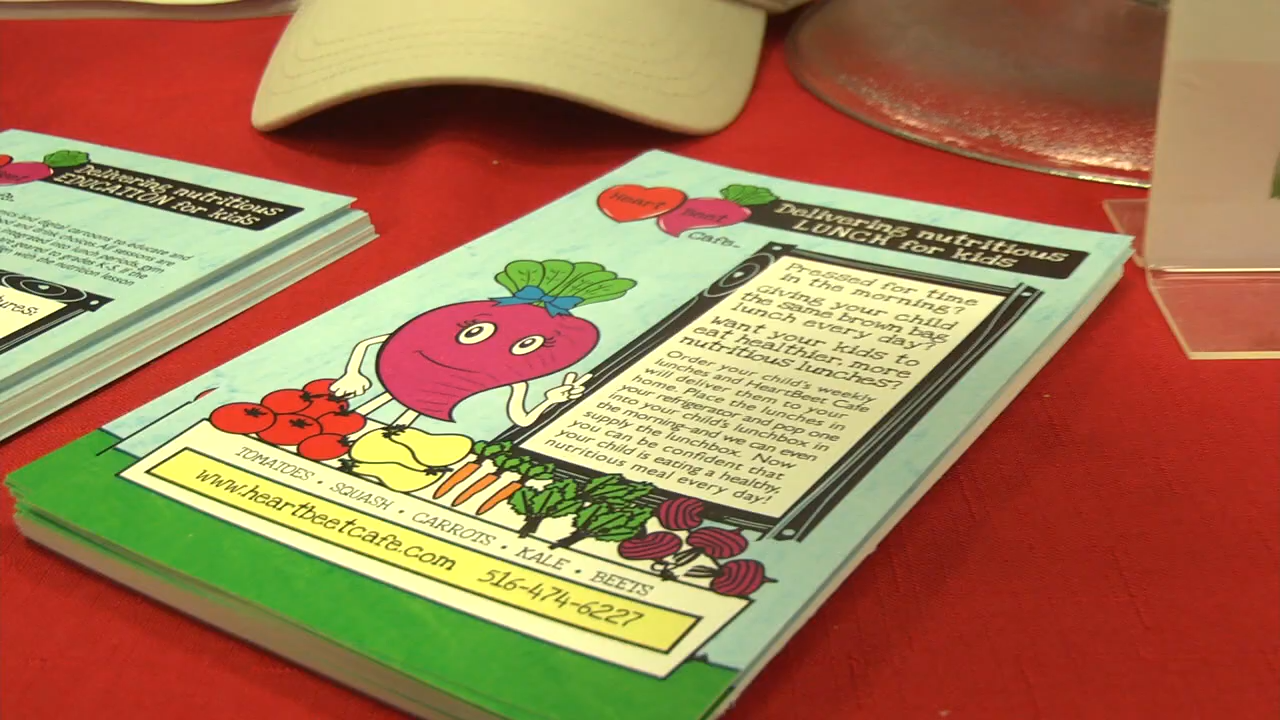 Delivering nutritious
EDUCATION for kids
Heart
Beet
Cafe
Delivering nutritious
LUNCH for kids
Pressed for time
in the morning?
Giving your child
the same brown bag
lunch every day?
Want your kids to
eat healthier, more
nutritious lunches?
Order your child's weekly
lunches and HeartBeet Cafe
will deliver them to your
home. Place the lunches in
your refrigerator and pop one
into your child's lunchbox in
the morning-and we can even
supply the lunchbox. Now
you can be confident that
your child is eating a healthy,
nutritious meal every day!
TOMATOES • SQUASH • CARROTS • KALE • BEETS
www.heartbeetcafe.com 516-474-6227